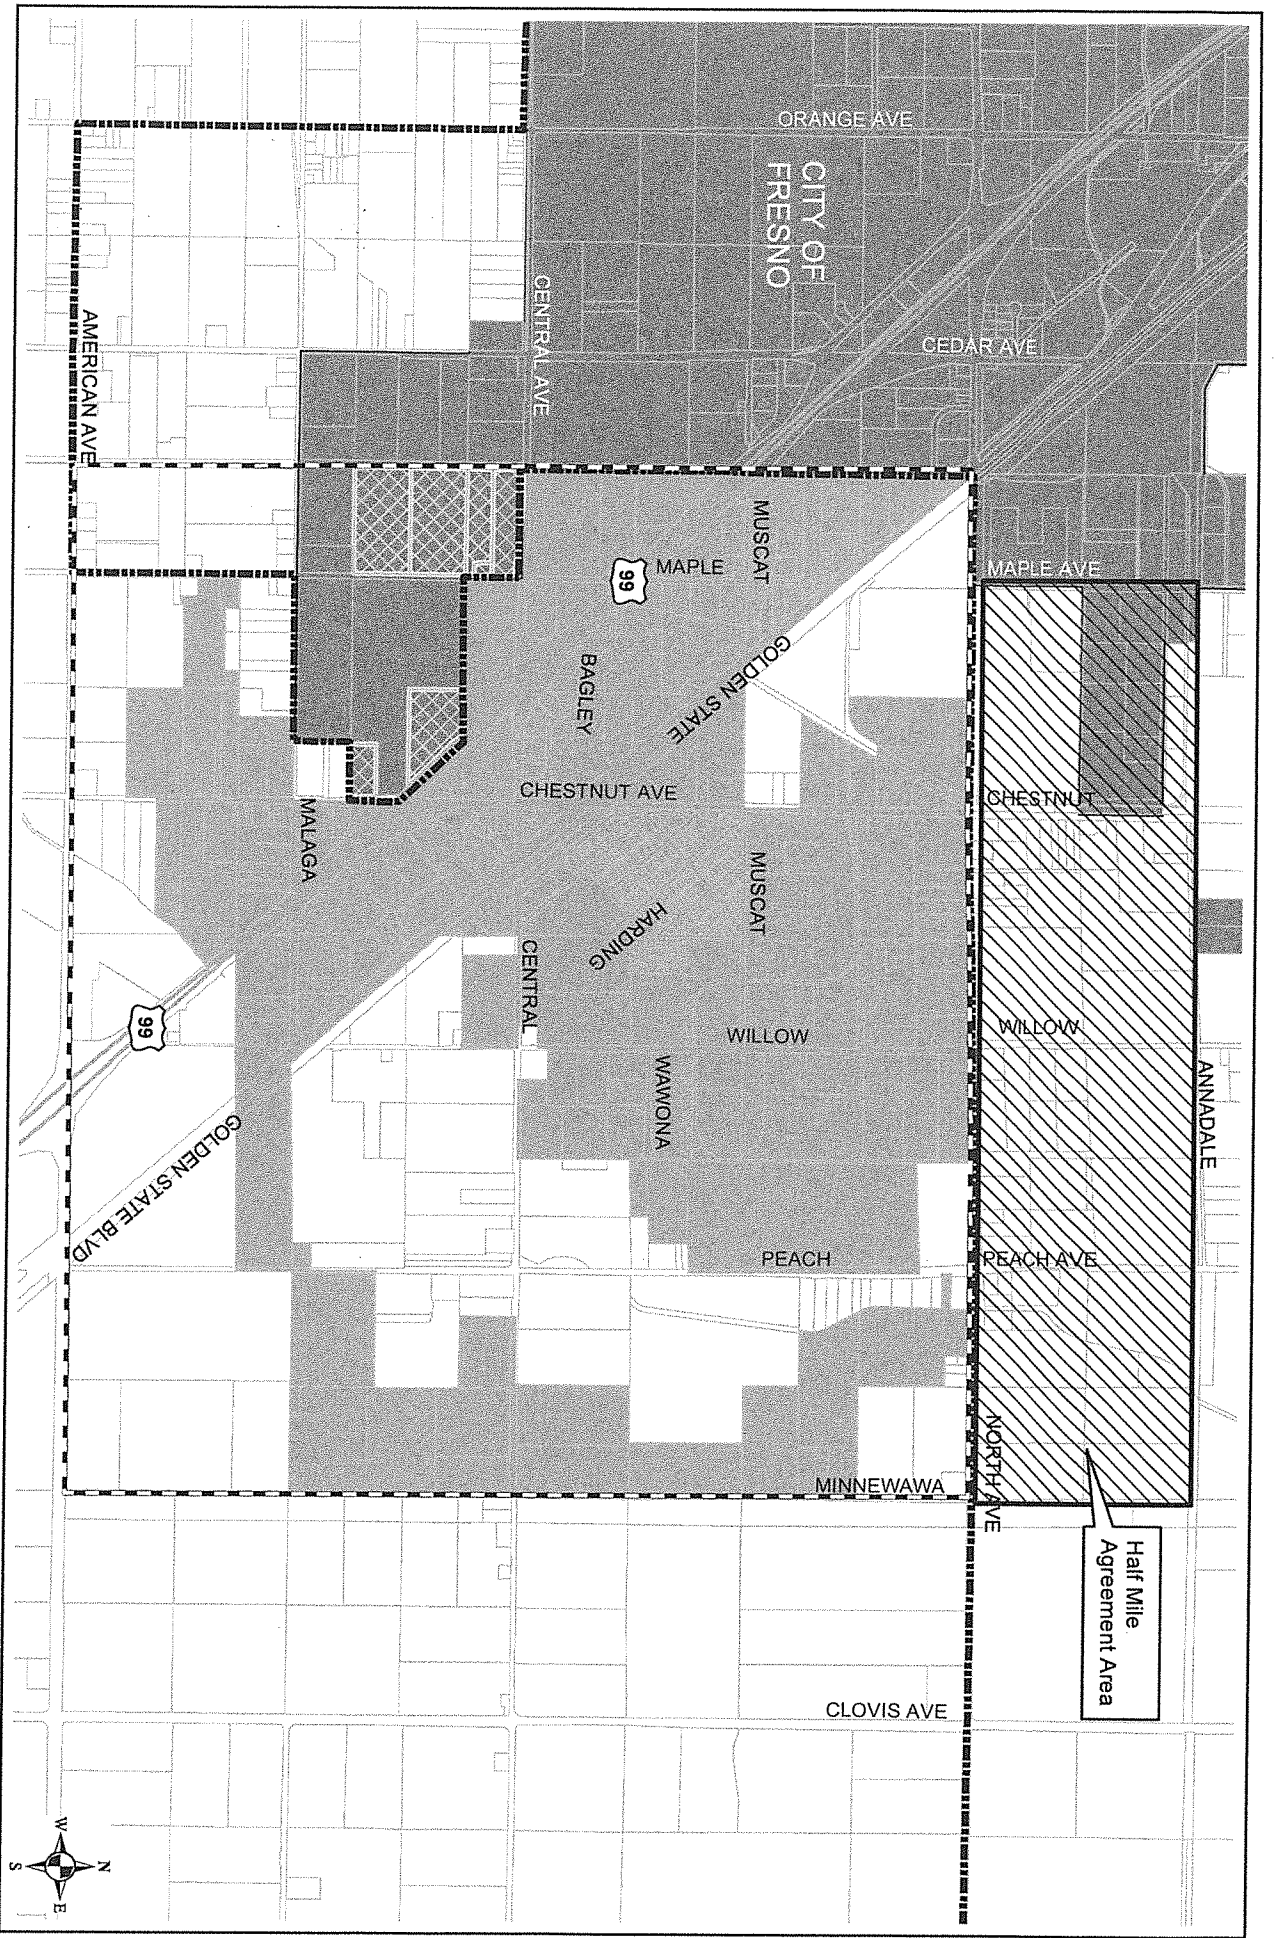 ORANGE AVE
CITY OF
FRESNO
CENTRAL AVE
CEDAR AVE
AMERICAN AVE
MUSCAT
MAPLE
99
MAPLE AVE
GOLDEN STATE
BAGLEY
CHESTNUT AVE
CHESTNUT
MALAGA
MUSCAT
HARDING
CENTRAL
WILLOW
WILLOW
WAWONA
ANNADALE
99
GOLDEN STATE BLVD
PEACH
PEACH AVE
NORTH AVE
MINNEWAWA
Half Mile
Agreement Area
CLOVIS AVE
N
W
E
S